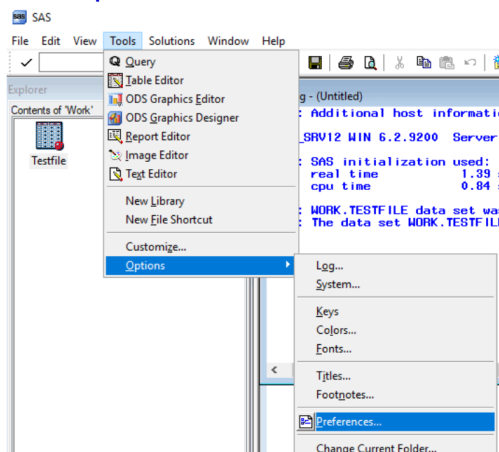 SAS
File Edit View Tools Solutions Window Help
Explorer
Contents of 'Work'
Testfile
Query
Table Editor
ODS Graphics Editor
ODS Graphics Designer
Report Editor
Image Editor
Text Editor
New Library
New File Shortcut
Customize...
Options
g - (Untitled)
: Additional host informati
_SRV12 WIN 6.2.9200 Server
: SAS initialization used:
real time 1.39 s
cpu time 0.84 s
: WORK.TESTFILE data set was
: The data set WORK.TESTFILE
Log...
System...
Keys
Colors...
Fonts...
Titles...
Footnotes...
Preferences...
Change Current Folder...